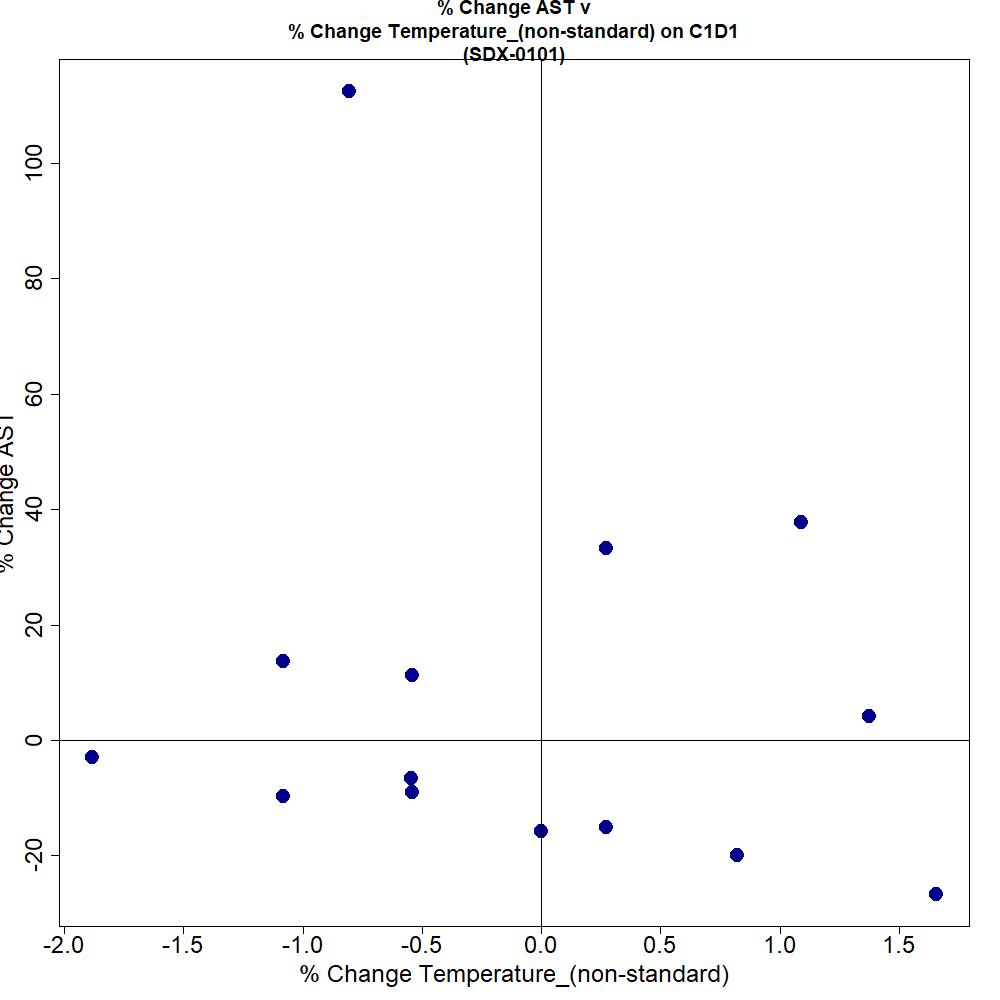 % Change AST v
% Change Temperature_(non-standard) on C1D1
(SDX-0101)
100
80
60
40
20
0
-20
% Change AST
-2.0 -1.5 -1.0 -0.5 0.0 0.5 1.0 1.5
% Change Temperature_(non-standard)